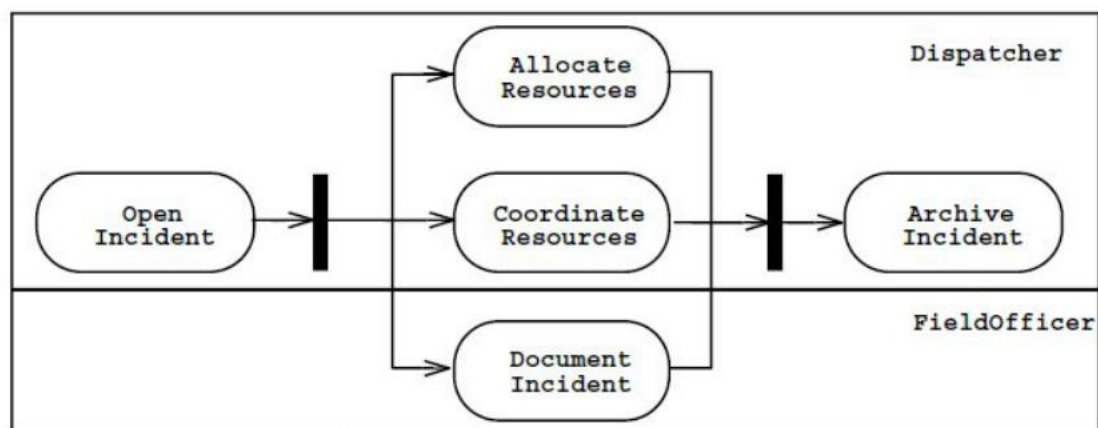 Dispatcher
Allocate
Resources
Open
Incident
Coordinate
Resources
Archive
Incident
FieldOfficer
Document
Incident